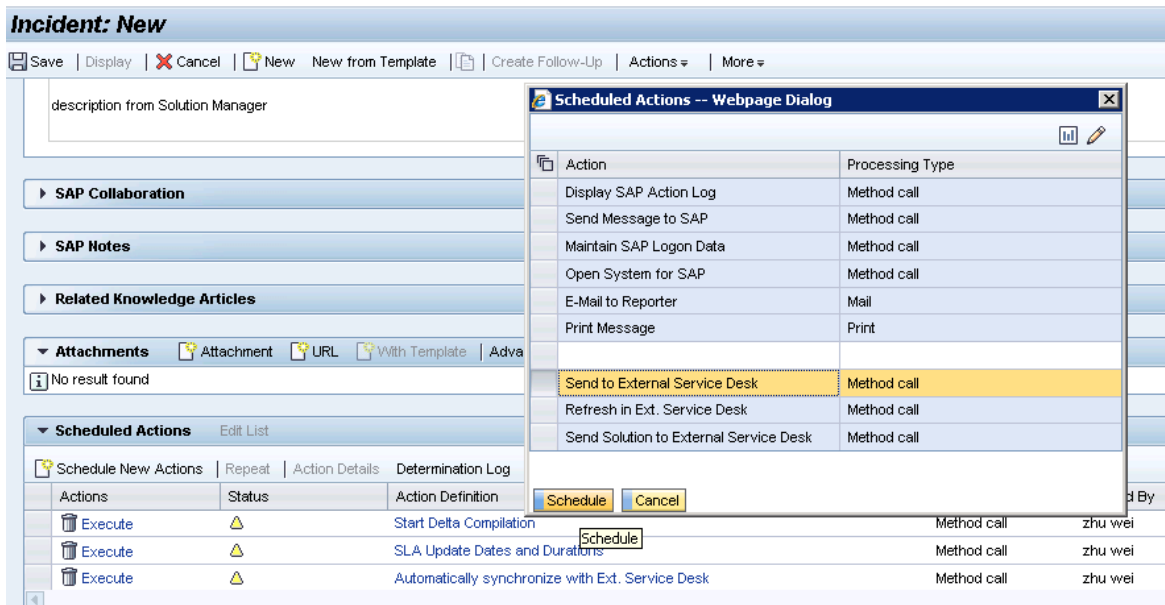 Incident: New
Save | Display | Cancel | New New from Template | Create Follow-Up | Actions | More
description from Solution Manager
SAP Collaboration
SAP Notes
Related Knowledge Articles
Attachments Attachment URL With Template | Adva
No result found
Scheduled Actions Edit List
Schedule New Actions | Repeat | Action Details Determination Log
Actions Status Action Definition d By
Execute Start Delta Compilation Method call zhu wei
Execute SLA Update Dates and Durations Method call zhu wei
Execute Automatically synchronize with Ext. Service Desk Method call zhu wei
Scheduled Actions -- Webpage Dialog
Action Processing Type
Display SAP Action Log Method call
Send Message to SAP Method call
Maintain SAP Logon Data Method call
Open System for SAP Method call
E-Mail to Reporter Mail
Print Message Print
Send to External Service Desk Method call
Refresh in Ext. Service Desk Method call
Send Solution to External Service Desk Method call
Schedule Cancel
Schedule